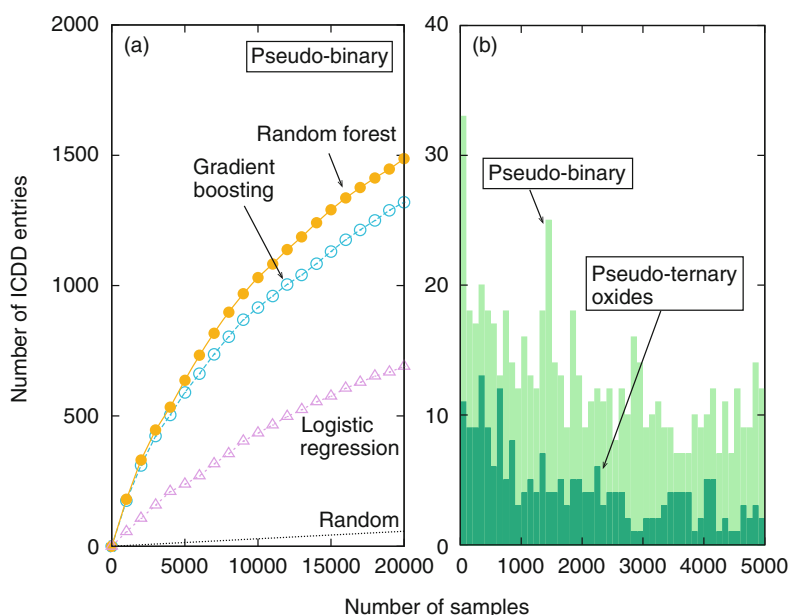 2000
(a)
Pseudo-binary
Random forest
Gradient
boosting
1500
1000
500
0
Logistic
regression
Random
0
5000
10000
15000
20000
Number of ICDD entries
40
(b)
30
Pseudo-binary
Pseudo-ternary
oxides
20
10
0
0
1000
2000
3000
4000
5000
Number of samples